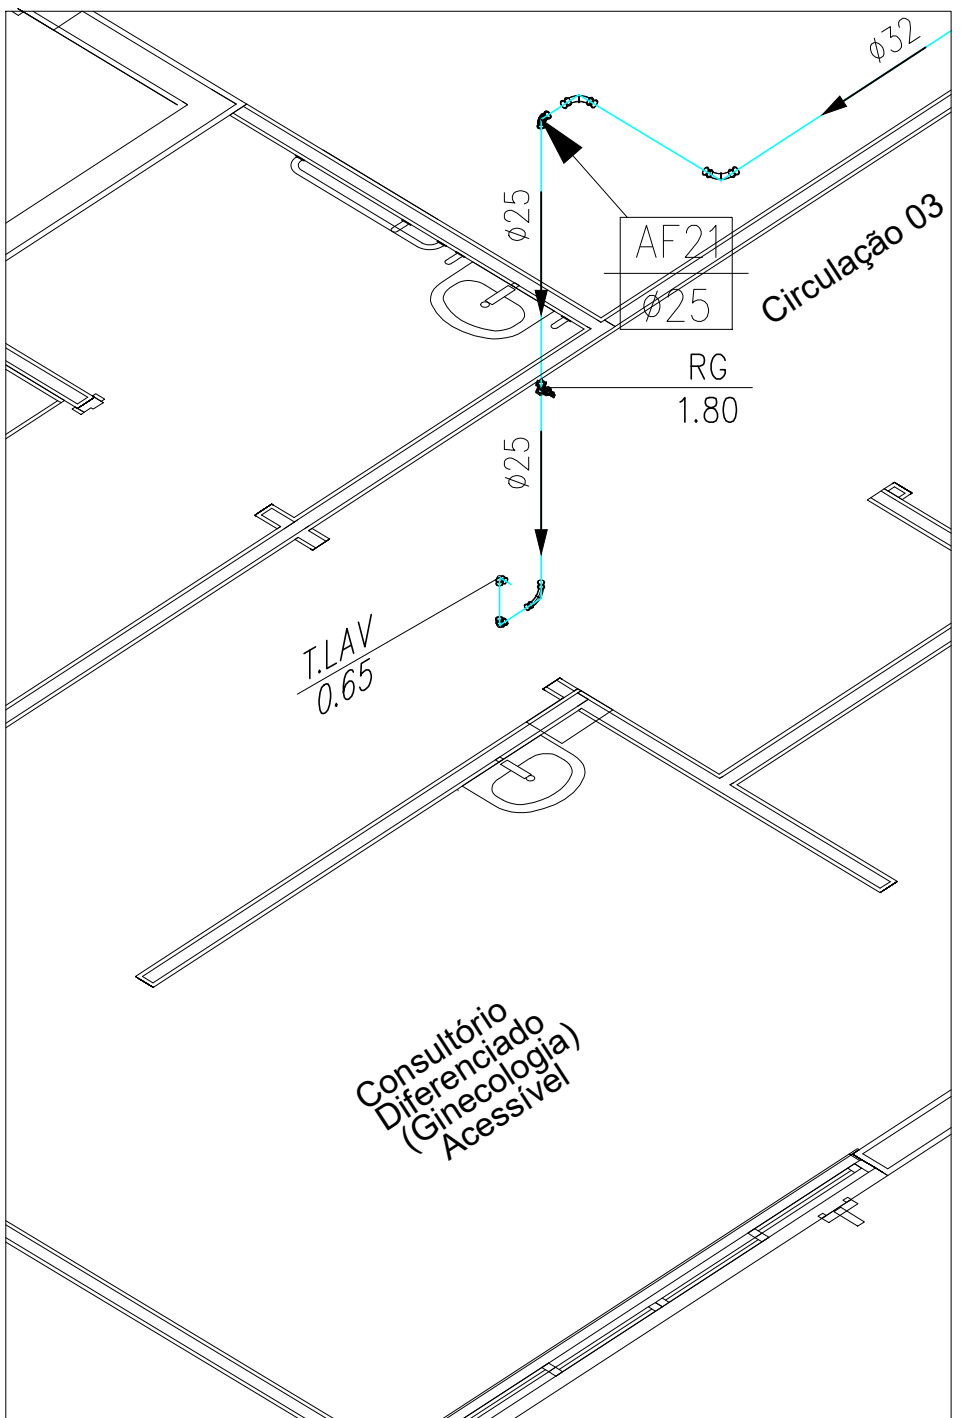 ϕ32
ϕ25
AF21
ϕ25
Circulação 03
RG
1.80
ϕ25
T.LAV
0.65
Consultório
Diferenciado
(Ginecologia)
Acessível